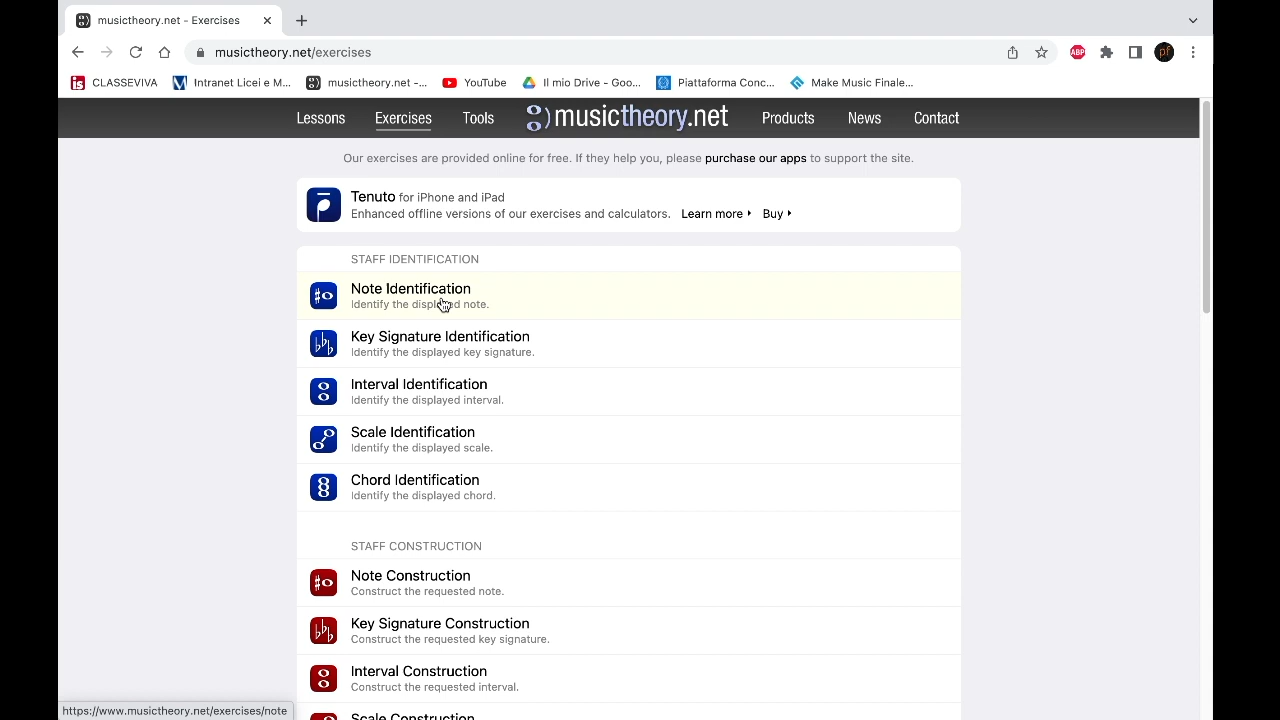 musictheory.net - Exercises
musictheory.net/exercises
ABP
pf
CLASSEVIVA
Intranet Licei e M...
musictheory.net -...
YouTube
Il mio Drive - Goo...
Piattaforma Conc...
Make Music Finale...
Lessons
Exercises
Tools
musictheory.net
Products
News
Contact
Our exercises are provided online for free. If they help you, please purchase our apps to support the site.
Tenuto for iPhone and iPad
Enhanced offline versions of our exercises and calculators. Learn more Buy
STAFF IDENTIFICATION
Note Identification
Identify the displayed note.
Key Signature Identification
Identify the displayed key signature.
Interval Identification
Identify the displayed interval.
Scale Identification
Identify the displayed scale.
Chord Identification
Identify the displayed chord.
STAFF CONSTRUCTION
Note Construction
Construct the requested note.
Key Signature Construction
Construct the requested key signature.
Interval Construction
Construct the requested interval.
Scale Construction
https://www.musictheory.net/exercises/note